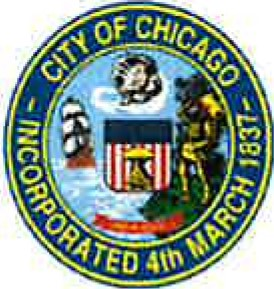 CITY OF CHICAGO
INCORPORATED 4th MARCH 1837